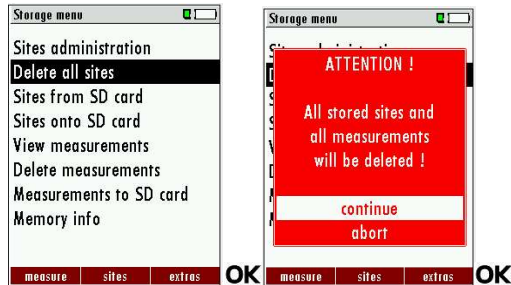 Storage menu
Sites administration
Delete all sites
Sites from SD card
Sites onto SD card
View measurements
Delete measurements
Measurements to SD card
Memory info
measure sites extras
OK
Storage menu
ATTENTION !
All stored sites and
all measurements
will be deleted !
continue
abort
measure sites extras
OK